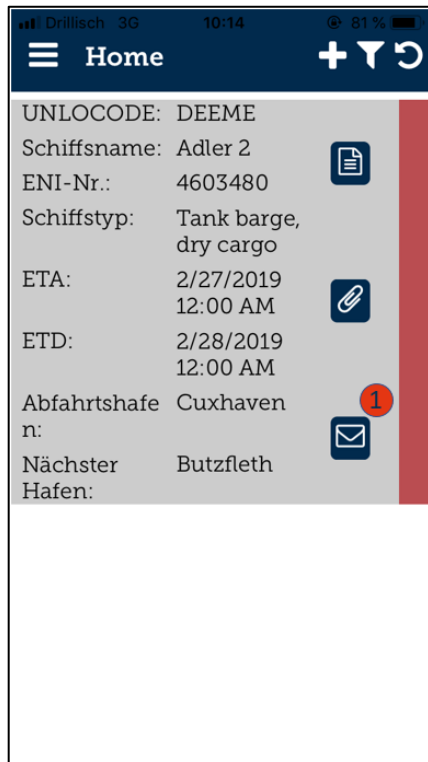 Drillisch 3G 10:14 81 %
Home
UNLOCODE: DEEME
Schiffsname: Adler 2
ENI-Nr.: 4603480
Schiffstyp: Tank barge,
dry cargo
ETA: 2/27/2019
12:00 AM
ETD: 2/28/2019
12:00 AM
Abfahrtshafe Cuxhaven 1
n:
Nächster Butzfleth
Hafen: